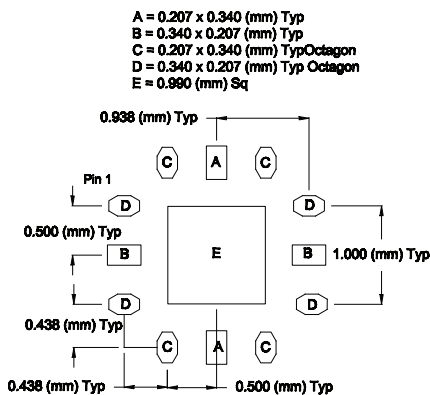 A = 0.207 x 0.340 (mm) Typ
B = 0.340 x 0.207 (mm) Typ
C = 0.207 x 0.340 (mm) TypOctagon
D = 0.340 x 0.207 (mm) Typ Octagon
E = 0.990 (mm) Sq
0.938 (mm) Typ
C A C
Pin 1
D D
0.500 (mm) Typ
B E B 1.000 (mm) Typ
D D
0.438 (mm) Typ
C A C
0.438 (mm) Typ 0.500 (mm) Typ